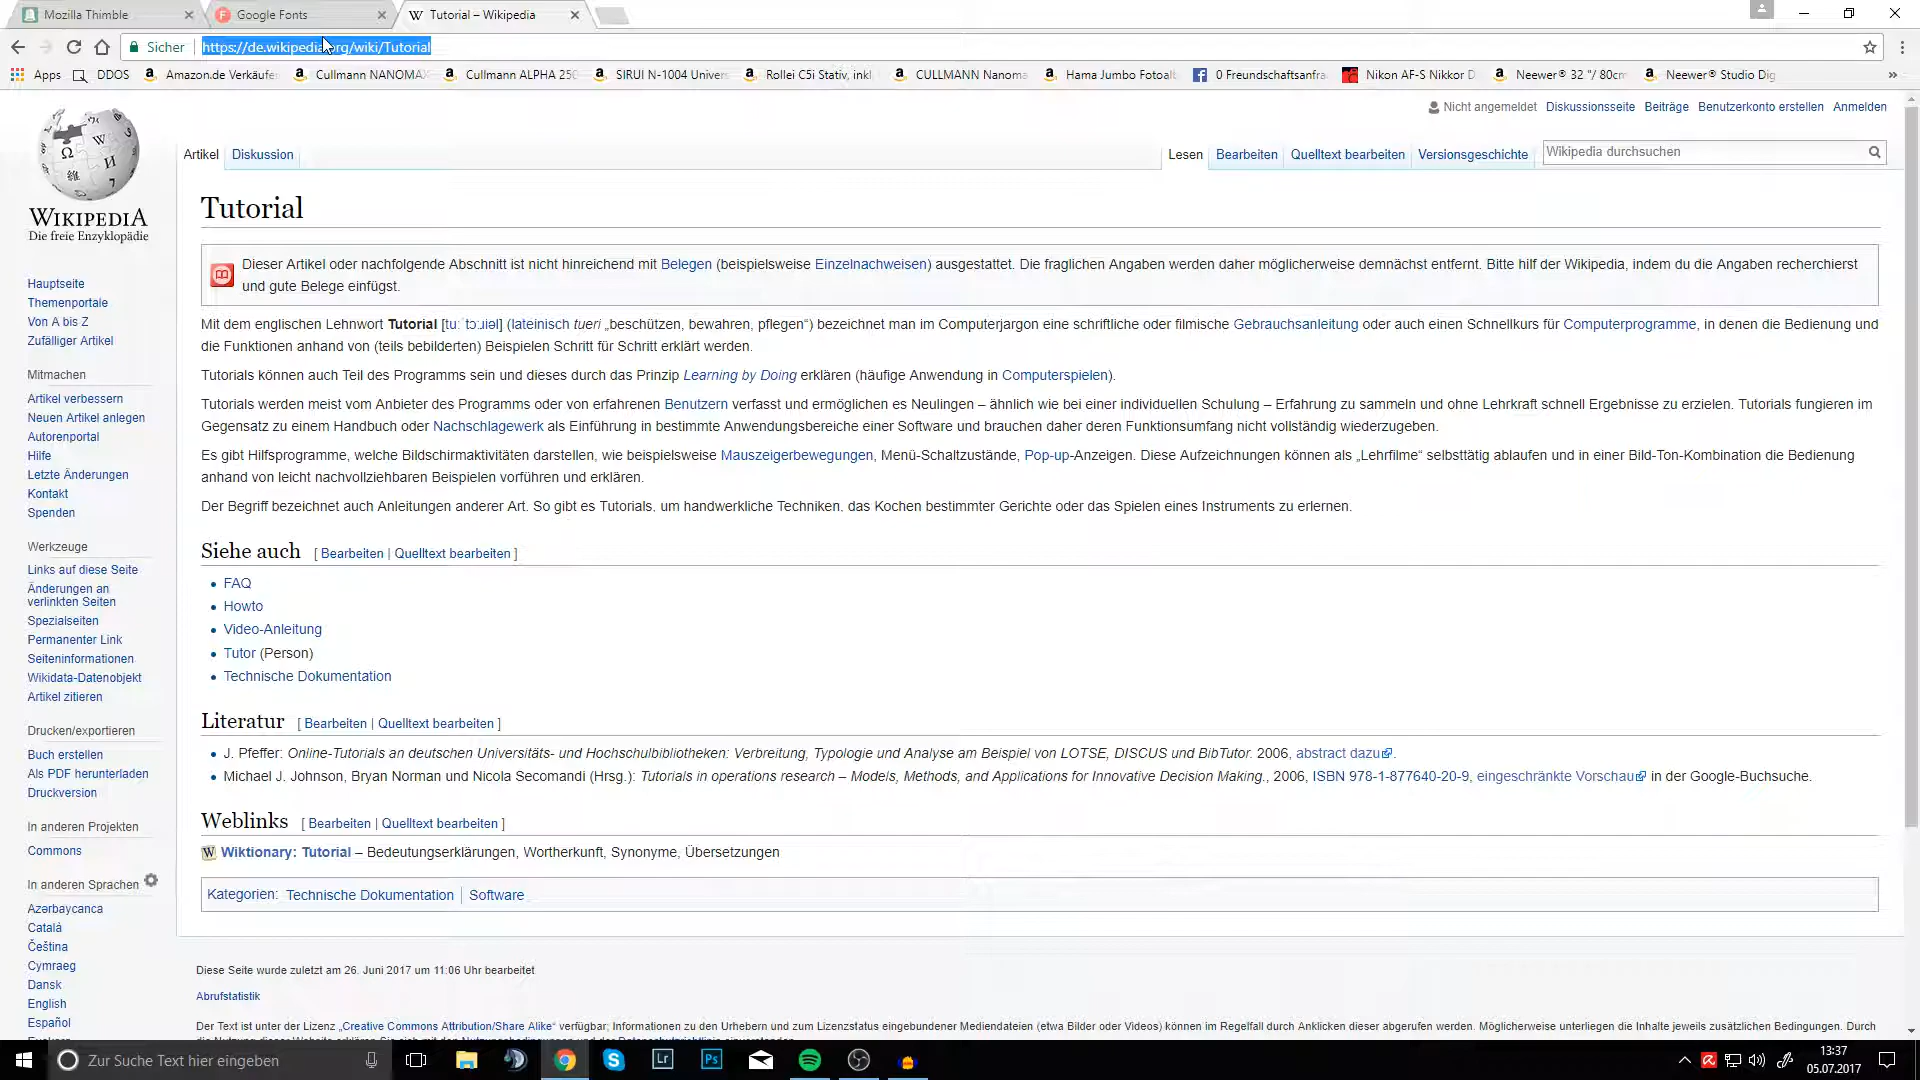 Mozilla Thimble
Google Fonts
Tutorial – Wikipedia
Sicher
https://de.wikipedia.org/wiki/Tutorial
Apps
DDOS
Amazon.de Verkäufe
Cullmann NANOMAX
Cullmann ALPHA 250
SIRUI N-1004 Univers
Rollei C5i Stativ, inkl
CULLMANN Nanoma
Hama Jumbo Fotoalb
0 Freundschaftsanfra
Nikon AF-S Nikkor D
Neewer® 32 "/ 80cm
Neewer® Studio Dig
Nicht angemeldet Diskussionsseite Beiträge Benutzerkonto erstellen Anmelden
Artikel Diskussion
Lesen Bearbeiten Quelltext bearbeiten Versionsgeschichte
Wikipedia durchsuchen
WIKIPEDIA
Die freie Enzyklopädie
Hauptseite
Themenportale
Von A bis Z
Zufälliger Artikel
Mitmachen
Artikel verbessern
Neuen Artikel anlegen
Autorenportal
Hilfe
Letzte Änderungen
Kontakt
Spenden
Werkzeuge
Links auf diese Seite
Änderungen an
verlinkten Seiten
Spezialseiten
Permanenter Link
Seiteninformationen
Wikidata-Datenobjekt
Artikel zitieren
Drucken/exportieren
Buch erstellen
Als PDF herunterladen
Druckversion
In anderen Projekten
Commons
In anderen Sprachen
Azərbaycanca
Català
Čeština
Cymraeg
Dansk
English
Español
Tutorial
Dieser Artikel oder nachfolgende Abschnitt ist nicht hinreichend mit Belegen (beispielsweise Einzelnachweisen) ausgestattet. Die fraglichen Angaben werden daher möglicherweise demnächst entfernt. Bitte hilf der Wikipedia, indem du die Angaben recherchierst
und gute Belege einfügst.
Mit dem englischen Lehnwort Tutorial [tuːˈtɔːɹiəl] (lateinisch tueri „beschützen, bewahren, pflegen“) bezeichnet man im Computerjargon eine schriftliche oder filmische Gebrauchsanleitung oder auch einen Schnellkurs für Computerprogramme, in denen die Bedienung und
die Funktionen anhand von (teils bebilderten) Beispielen Schritt für Schritt erklärt werden.
Tutorials können auch Teil des Programms sein und dieses durch das Prinzip Learning by Doing erklären (häufige Anwendung in Computerspielen).
Tutorials werden meist vom Anbieter des Programms oder von erfahrenen Benutzern verfasst und ermöglichen es Neulingen – ähnlich wie bei einer individuellen Schulung – Erfahrung zu sammeln und ohne Lehrkraft schnell Ergebnisse zu erzielen. Tutorials fungieren im
Gegensatz zu einem Handbuch oder Nachschlagewerk als Einführung in bestimmte Anwendungsbereiche einer Software und brauchen daher deren Funktionsumfang nicht vollständig wiederzugeben.
Es gibt Hilfsprogramme, welche Bildschirmaktivitäten darstellen, wie beispielsweise Mauszeigerbewegungen, Menü-Schaltzustände, Pop-up-Anzeigen. Diese Aufzeichnungen können als „Lehrfilme“ selbsttätig ablaufen und in einer Bild-Ton-Kombination die Bedienung
anhand von leicht nachvollziehbaren Beispielen vorführen und erklären.
Der Begriff bezeichnet auch Anleitungen anderer Art. So gibt es Tutorials, um handwerkliche Techniken, das Kochen bestimmter Gerichte oder das Spielen eines Instruments zu erlernen.
Siehe auch [ Bearbeiten | Quelltext bearbeiten ]
FAQ
Howto
Video-Anleitung
Tutor (Person)
Technische Dokumentation
Literatur [ Bearbeiten | Quelltext bearbeiten ]
J. Pfeffer: Online-Tutorials an deutschen Universitäts- und Hochschulbibliotheken: Verbreitung, Typologie und Analyse am Beispiel von LOTSE, DISCUS und BibTutor. 2006, abstract dazu.
Michael J. Johnson, Bryan Norman und Nicola Secomandi (Hrsg.): Tutorials in operations research – Models, Methods, and Applications for Innovative Decision Making., 2006, ISBN 978-1-877640-20-9, eingeschränkte Vorschau in der Google-Buchsuche.
Weblinks [ Bearbeiten | Quelltext bearbeiten ]
Wiktionary: Tutorial – Bedeutungserklärungen, Wortherkunft, Synonyme, Übersetzungen
Kategorien: Technische Dokumentation | Software
Diese Seite wurde zuletzt am 26. Juni 2017 um 11:06 Uhr bearbeitet
Abrufstatistik
Der Text ist unter der Lizenz „Creative Commons Attribution/Share Alike“ verfügbar; Informationen zu den Urhebern und zum Lizenzstatus eingebundener Mediendateien (etwa Bilder oder Videos) können im Regelfall durch Anklicken dieser abgerufen werden. Möglicherweise unterliegen die Inhalte jeweils zusätzlichen Bedingungen. Durch
Zur Suche Text hier eingeben
Lr
Ps
13:37
05.07.2017